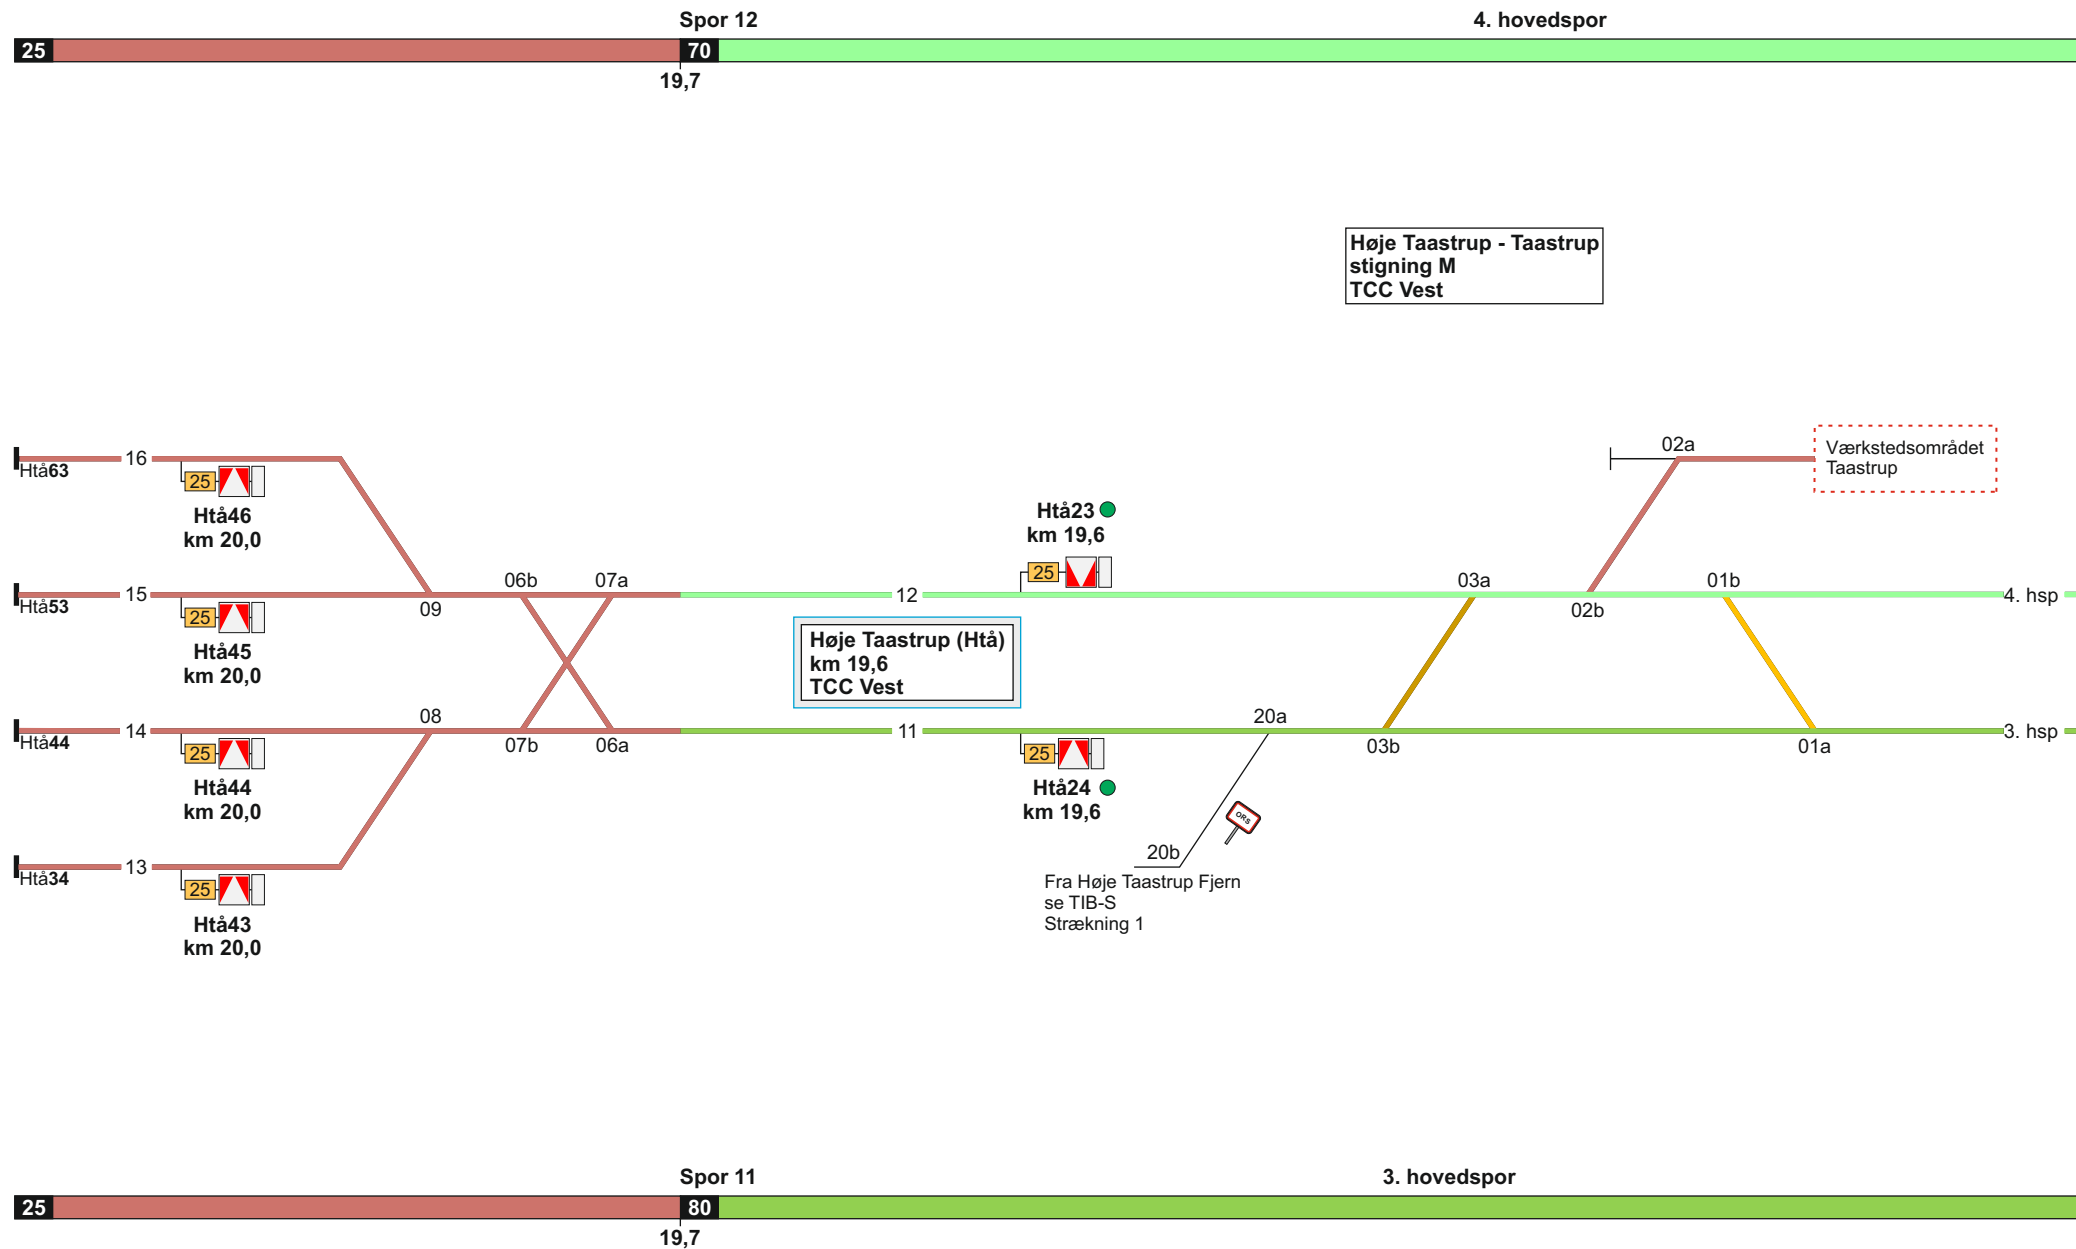 Spor 12
4. hovedspor
25
70
19,7
Høje Taastrup - Taastrup
stigning M
TCC Vest
02a
Værkstedsområdet
Taastrup
16
Htå63
25
Htå46
km 20,0
Htå23
km 19,6
25
15
Htå53
25
Htå45
km 20,0
09
06b
07a
12
03a
02b
01b
4. hsp
Høje Taastrup (Htå)
km 19,6
TCC Vest
14
Htå44
25
Htå44
km 20,0
08
07b
06a
11
25
Htå24
km 19,6
20a
03b
01a
3. hsp
ORS
20b
Fra Høje Taastrup Fjern
se TIB-S
Strækning 1
13
Htå34
25
Htå43
km 20,0
Spor 11
3. hovedspor
25
80
19,7